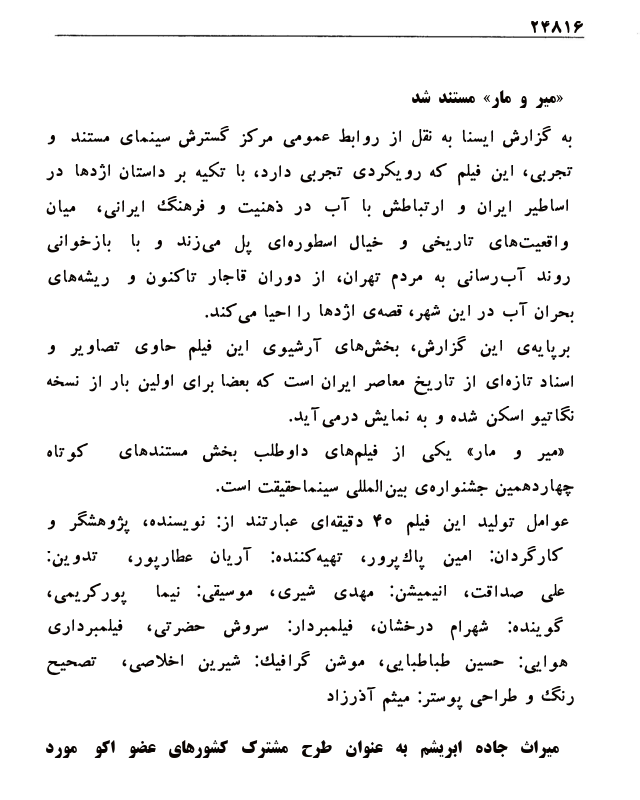 ۲۴۸۱۶
«میر و مار» مستند شد
به گزارش ایسنا به نقل از روابط عمومی مرکز گسترش سینمای مستند و
تجربی، این فیلم که رویکردی تجربی دارد، با تکیه بر داستان اژدها در
اساطیر ایران و ارتباطش با آب در ذهنیت و فرهنگ ایرانی، میان
واقعیت‌های تاریخی و خیال اسطوره‌ای پل می‌زند و با بازخوانی
روند آب‌رسانی به مردم تهران، از دوران قاجار تاکنون و ریشه‌های
بحران آب در این شهر، قصه‌ی اژدها را احیا می‌کند.
برپایه‌ی این گزارش، بخش‌های آرشیوی این فیلم حاوی تصاویر و
اسناد تازه‌ای از تاریخ معاصر ایران است که بعضا برای اولین بار از نسخه
نگاتیو اسکن شده و به نمایش درمی‌آید.
«میر و مار» یکی از فیلم‌های داوطلب بخش مستندهای کوتاه
چهاردهمین جشنواره‌ی بین‌المللی سینماحقیقت است.
عوامل تولید این فیلم ۴۰ دقیقه‌ای عبارتند از: نویسنده، پژوهشگر و
کارگردان: امین پاک‌پرور، تهیه‌کننده: آریان عطارپور، تدوین:
علی صداقت، انیمیشن: مهدی شیری، موسیقی: نیما پورکریمی،
گوینده: شهرام درخشان، فیلمبردار: سروش حضرتی، فیلمبرداری
هوایی: حسین طباطبایی، موشن گرافیک: شیرین اخلاصی، تصحیح
رنگ و طراحی پوستر: میثم آذرزاد
میراث جاده ابریشم به عنوان طرح مشترک کشورهای عضو اکو مورد